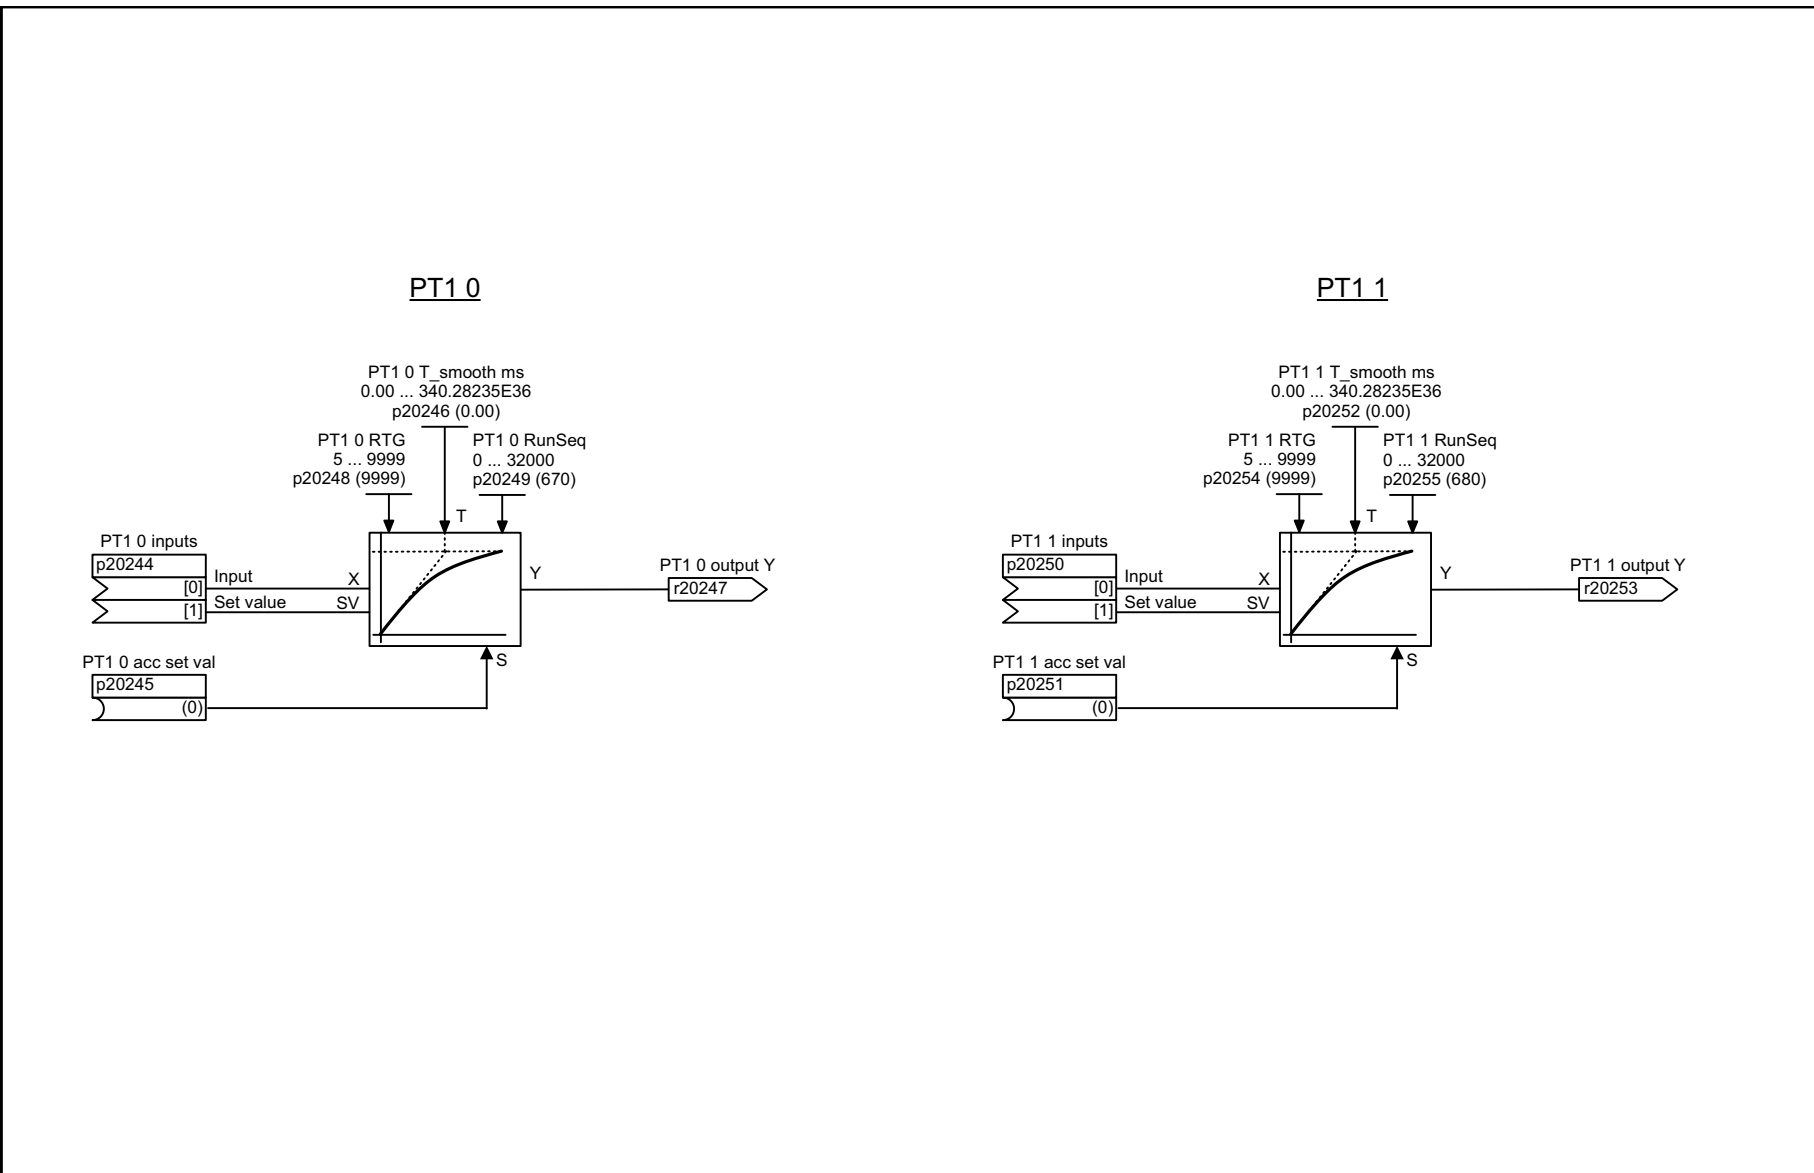 PT1 0
PT1 0 T_smooth ms
0.00 ... 340.28235E36
p20246 (0.00)
PT1 0 RTG
5 ... 9999
p20248 (9999)
PT1 0 RunSeq
0 ... 32000
p20249 (670)
T
PT1 0 inputs
p20244
[0]
Input
X
[1]
Set value
SV
Y
PT1 0 output Y
r20247
S
PT1 0 acc set val
p20245
(0)
PT1 1
PT1 1 T_smooth ms
0.00 ... 340.28235E36
p20252 (0.00)
PT1 1 RTG
5 ... 9999
p20254 (9999)
PT1 1 RunSeq
0 ... 32000
p20255 (680)
T
PT1 1 inputs
p20250
[0]
Input
X
[1]
Set value
SV
Y
PT1 1 output Y
r20253
S
PT1 1 acc set val
p20251
(0)